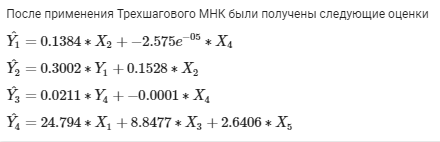 После применения Трехшагового МНК были получены следующие оценки
Ŷ₁ = 0.1384 * X₂ + −2.575e⁻⁰⁵ * X₄
Ŷ₂ = 0.3002 * Y₁ + 0.1528 * X₂
Ŷ₃ = 0.0211 * Y₄ + −0.0001 * X₄
Ŷ₄ = 24.794 * X₁ + 8.8477 * X₃ + 2.6406 * X₅